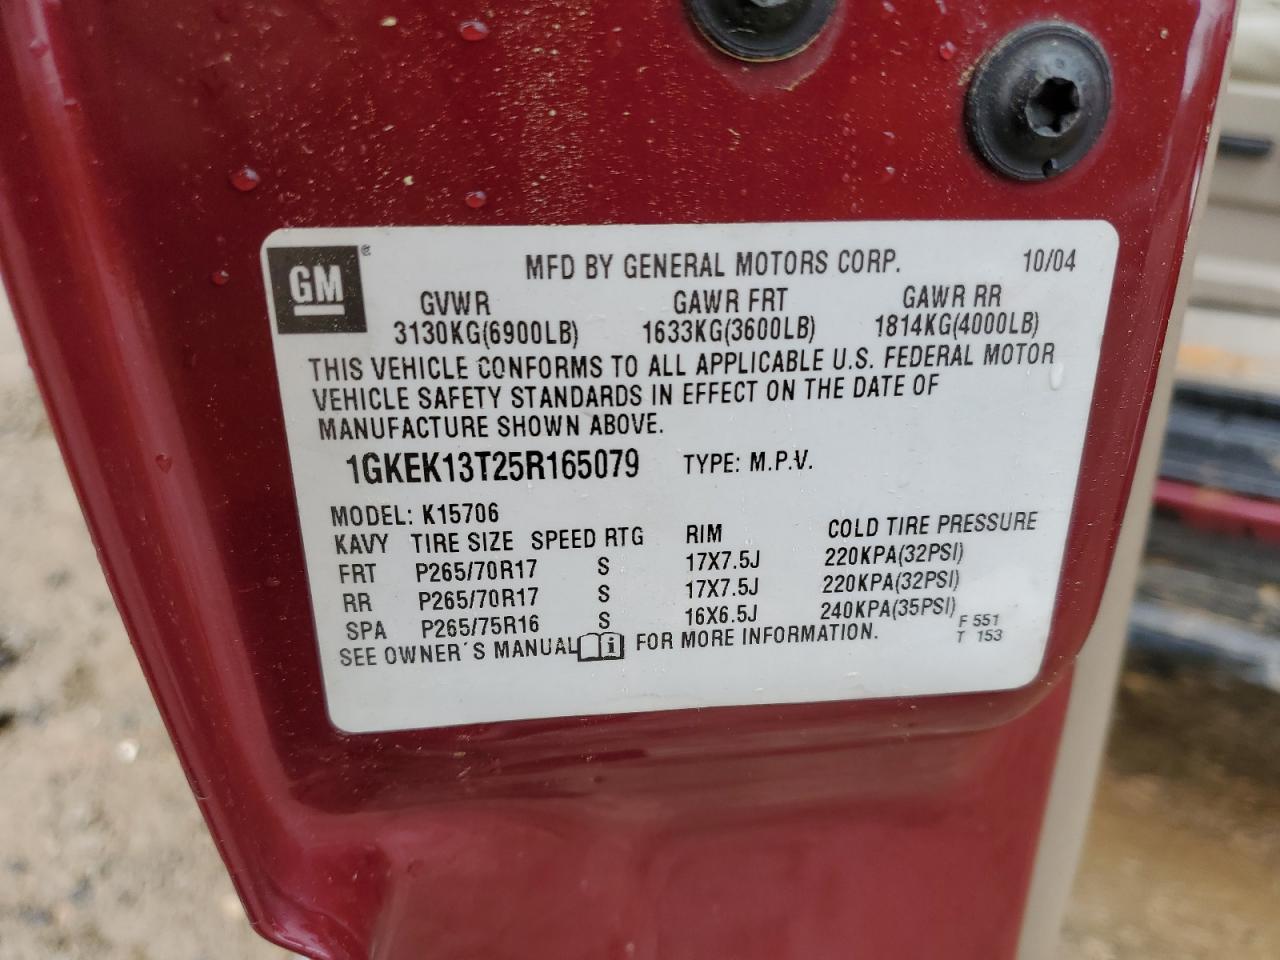 GM ® MFD BY GENERAL MOTORS CORP. 10/04
GVWR GAWR FRT GAWR RR
3130KG(6900LB) 1633KG(3600LB) 1814KG(4000LB)
THIS VEHICLE CONFORMS TO ALL APPLICABLE U.S. FEDERAL MOTOR
VEHICLE SAFETY STANDARDS IN EFFECT ON THE DATE OF
MANUFACTURE SHOWN ABOVE.
1GKEK13T25R165079 TYPE: M.P.V.
MODEL: K15706
KAVY TIRE SIZE SPEED RTG RIM COLD TIRE PRESSURE
FRT P265/70R17 S 17X7.5J 220KPA(32PSI)
RR P265/70R17 S 17X7.5J 220KPA(32PSI)
SPA P265/75R16 S 16X6.5J 240KPA(35PSI) F 551
SEE OWNER´S MANUAL i FOR MORE INFORMATION. T 153